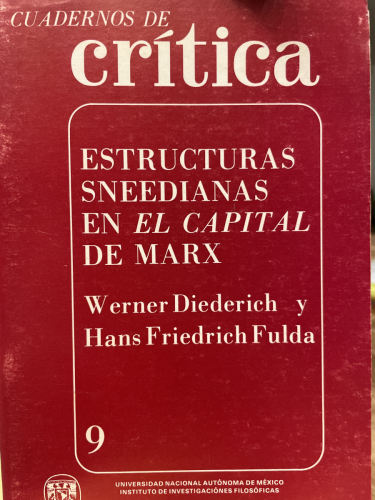 CUADERNOS DE
crítica
ESTRUCTURAS
SNEEDIANAS
EN EL CAPITAL
DE MARX
Werner Diederich y
Hans Friedrich Fulda
9
UNIVERSIDAD NACIONAL AUTÓNOMA DE MÉXICO
INSTITUTO DE INVESTIGACIÓNES FILOSÓFICAS